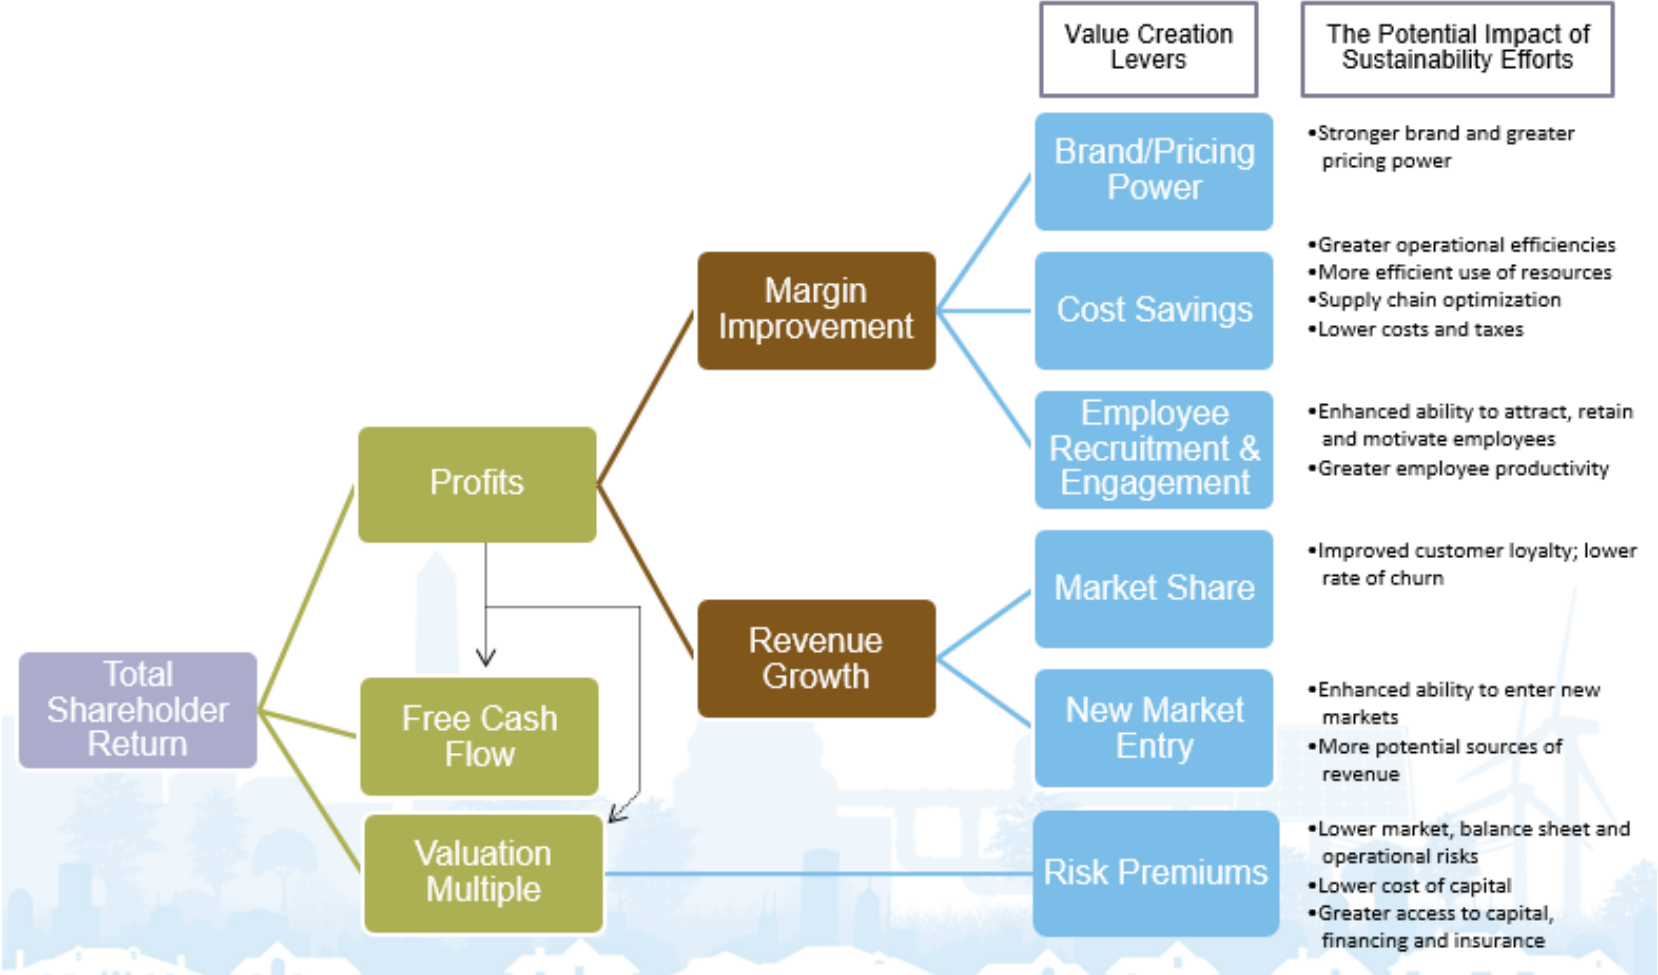 Value Creation
Levers
The Potential Impact of
Sustainability Efforts
Brand/Pricing
Power
•Stronger brand and greater
pricing power
Margin
Improvement
Cost Savings
•Greater operational efficiencies
•More efficient use of resources
•Supply chain optimization
•Lower costs and taxes
Employee
Recruitment &
Engagement
•Enhanced ability to attract, retain
and motivate employees
•Greater employee productivity
Profits
Market Share
•Improved customer loyalty; lower
rate of churn
Revenue
Growth
Total
Shareholder
Return
Free Cash
Flow
New Market
Entry
•Enhanced ability to enter new
markets
•More potential sources of
revenue
Valuation
Multiple
Risk Premiums
•Lower market, balance sheet and
operational risks
•Lower cost of capital
•Greater access to capital,
financing and insurance